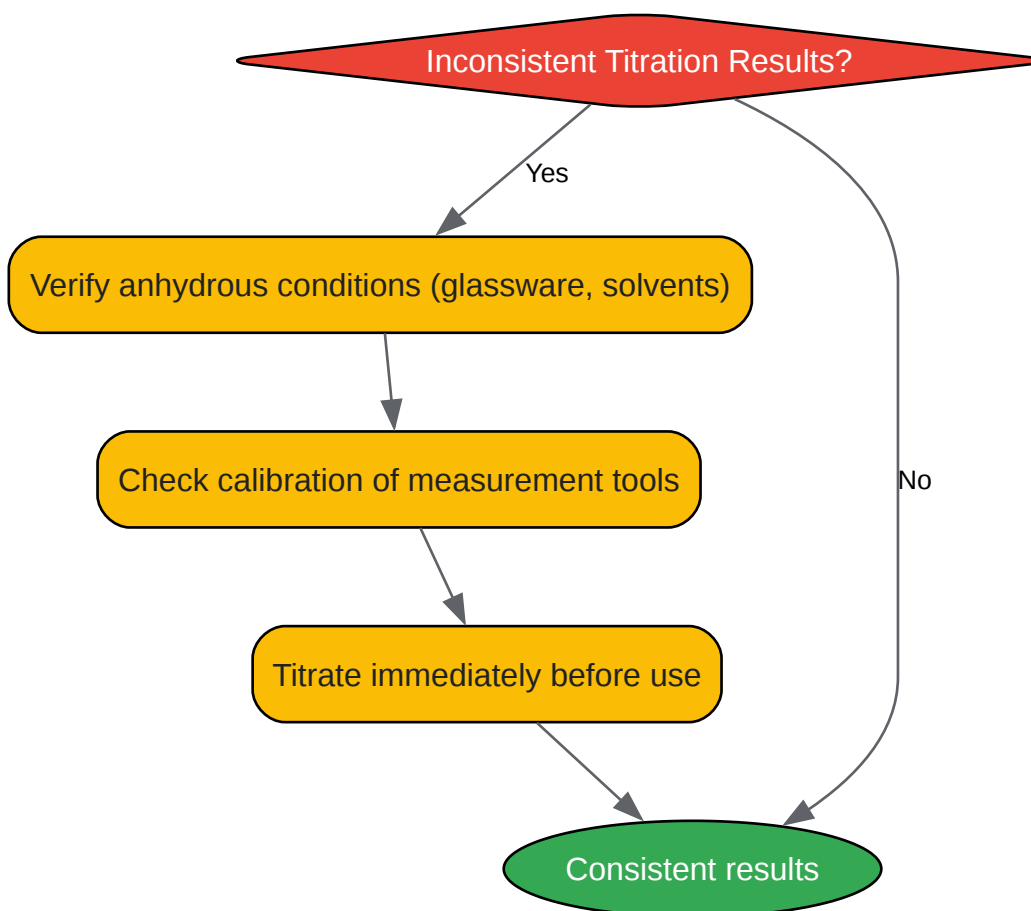 Inconsistent Titration Results?
Yes
Verify anhydrous conditions (glassware, solvents)
Check calibration of measurement tools
No
Titrate immediately before use
Consistent results